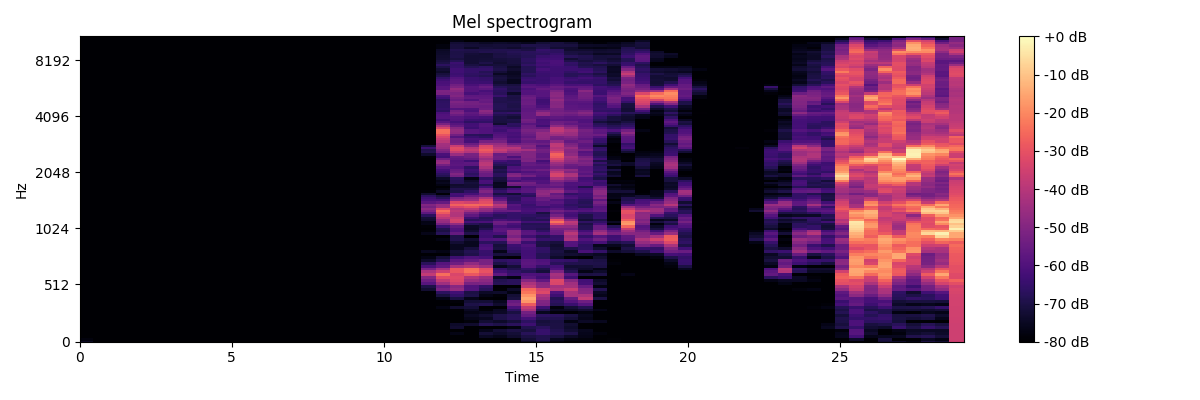 Mel spectrogram
+0 dB
8192
-10 dB
4096
-20 dB
-30 dB
Hz
2048
-40 dB
1024
-50 dB
512
-60 dB
-70 dB
0
-80 dB
0 5 10 15 20 25
Time